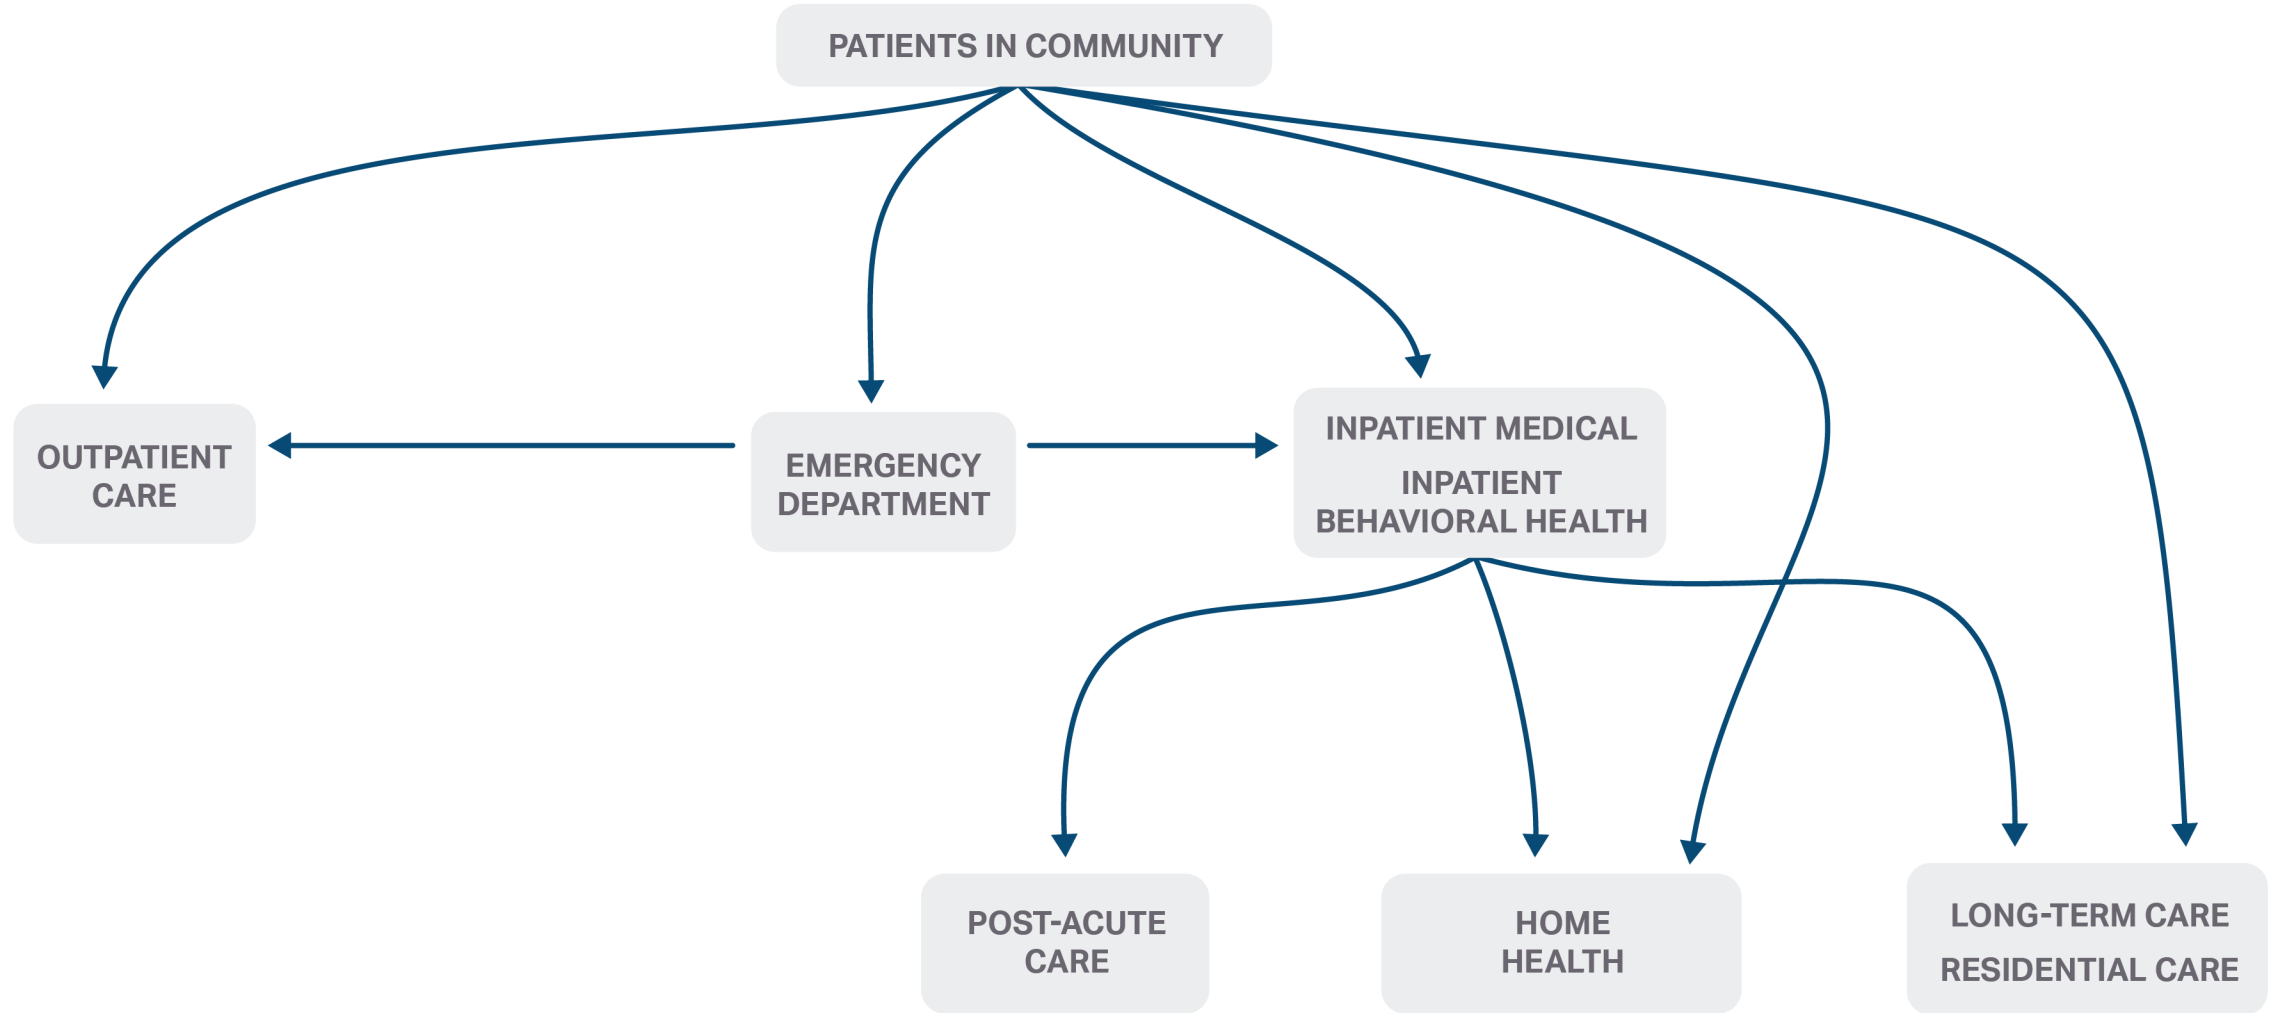 PATIENTS IN COMMUNITY
OUTPATIENT
CARE
EMERGENCY
DEPARTMENT
INPATIENT MEDICAL
INPATIENT
BEHAVIORAL HEALTH
POST-ACUTE
CARE
HOME
HEALTH
LONG-TERM CARE
RESIDENTIAL CARE